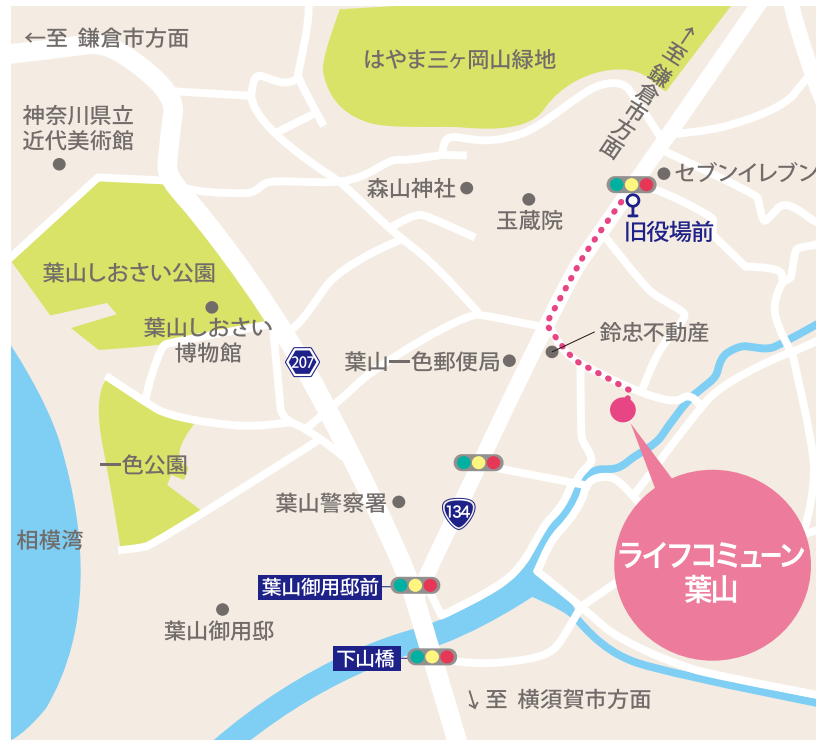 ←至 鎌倉市方面
はやま三ヶ岡山緑地
←至 鎌倉市方面
神奈川県立
近代美術館
セブンイレブン
森山神社
玉蔵院
旧役場前
葉山しおさい公園
葉山しおさい
博物館
鈴忠不動産
207
葉山一色郵便局
一色公園
葉山警察署
134
相模湾
ライフコミューン
葉山
葉山御用邸前
葉山御用邸
下山橋
↘至 横須賀市方面